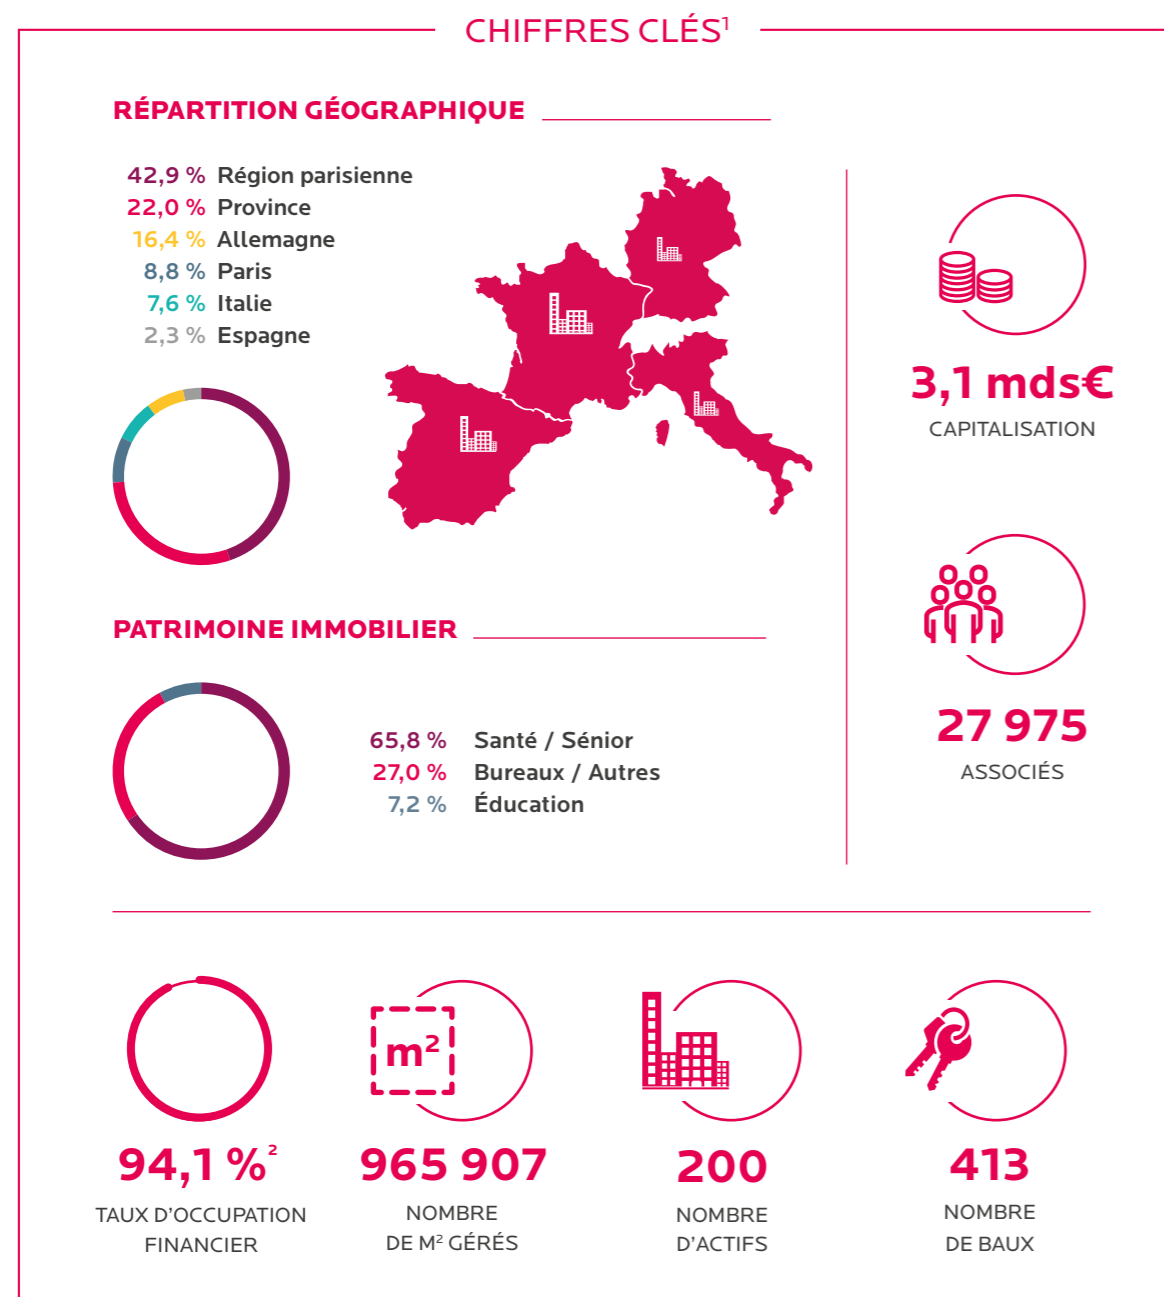 CHIFFRES CLÉS¹
RÉPARTITION GÉOGRAPHIQUE
42,9 % Région parisienne
22,0 % Province
16,4 % Allemagne
8,8 % Paris
7,6 % Italie
2,3 % Espagne
3,1 mds€
CAPITALISATION
27 975
ASSOCIÉS
PATRIMOINE IMMOBILIER
65,8 % Santé / Sénior
27,0 % Bureaux / Autres
7,2 % Éducation
94,1 %²
TAUX D'OCCUPATION
FINANCIER
m²
965 907
NOMBRE
DE M² GÉRÉS
200
NOMBRE
D'ACTIFS
413
NOMBRE
DE BAUX